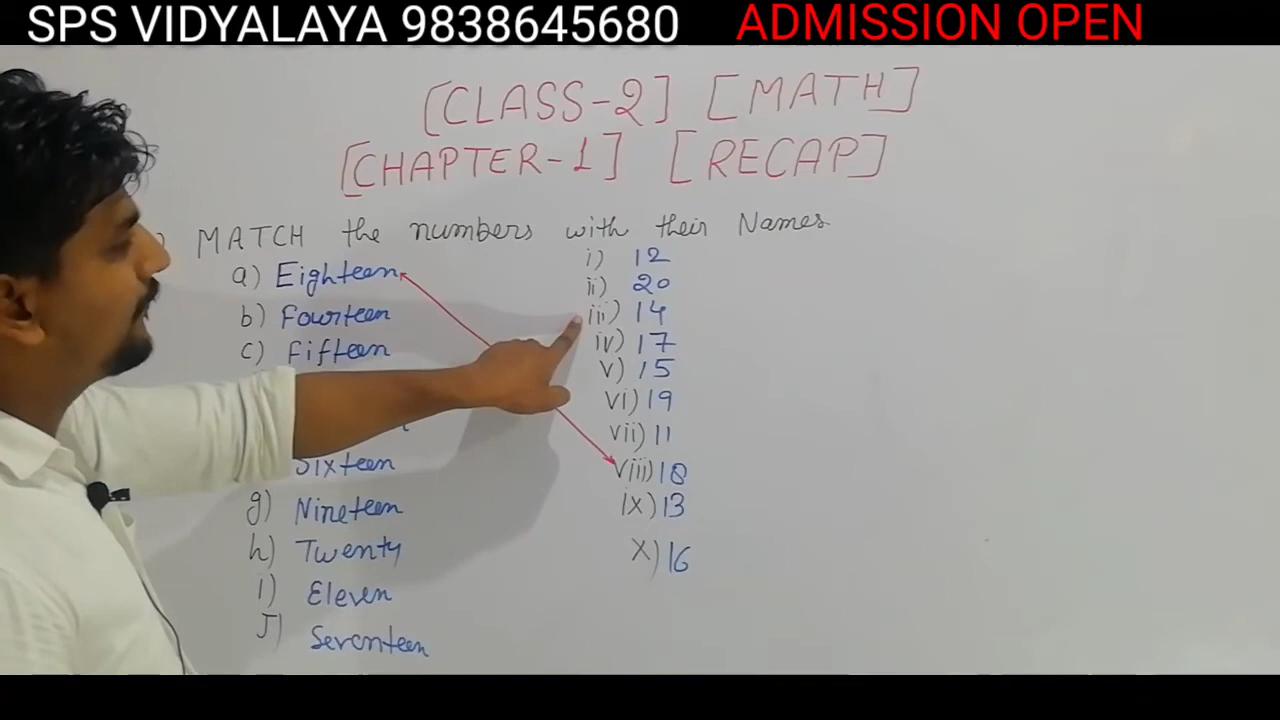 SPS VIDYALAYA 9838645680 ADMISSION OPEN
[CLASS-2] [MATH]
[CHAPTER-1] [RECAP]
MATCH the numbers with their Names
a) Eighteen
b) Fourteen
c) Fifteen
Sixteen
g) Nineteen
h) Twenty
i) Eleven
J) Seventeen
i) 12
ii) 20
iii) 14
iv) 17
v) 15
vi) 19
vii) 11
viii) 18
ix) 13
x) 16